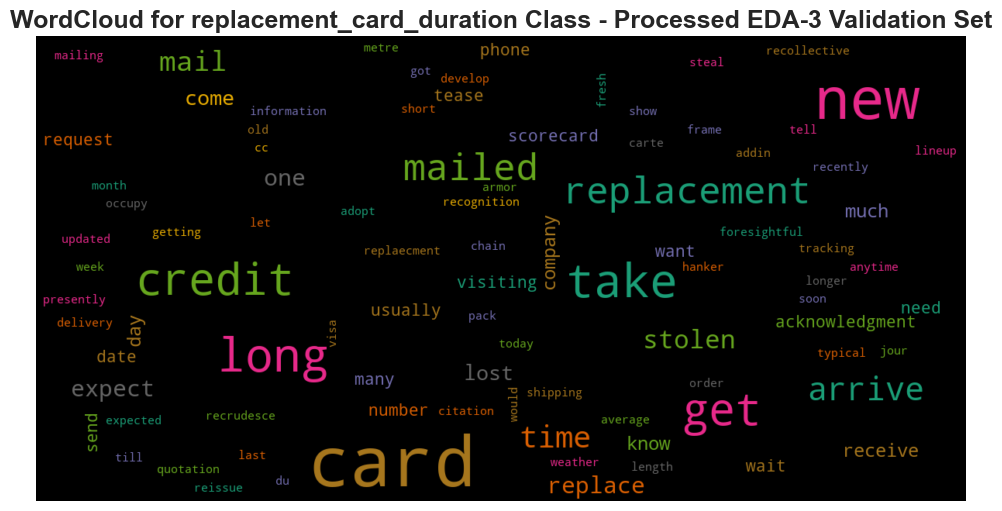 WordCloud for replacement_card_duration Class - Processed EDA-3 Validation Set
mailing
mail
metre
phone
recollective
steal
got
develop
tease
fresh
new
come
information
short
show
old
cc
request
scorecard
frame
tell
carte
addin
lineup
mailed
one
month
occupy
armor
recognition
replacement
recently
adopt
let
much
updated
getting
replaecment
chain
company
want
foresightful
tracking
week
credit
visiting
take
hanker
anytime
longer
presently
soon
need
delivery
day
usually
pack
acknowledgment
date
long
visa
today
stolen
typical
jour
expect
many
lost
order
arrive
expected
send
recrudesce
number
citation
would
shipping
average
get
till
last
card
time
know
receive
quotation
weather
length
wait
reissue
du
replace